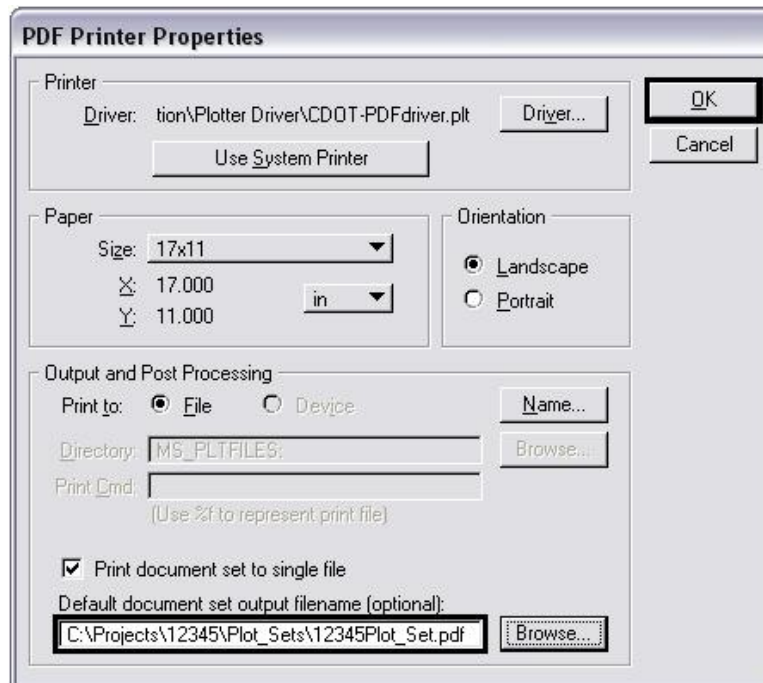 PDF Printer Properties
Printer
Driver: tion\Plotter Driver\CDOT-PDFdriver.plt Driver...
Use System Printer
OK
Cancel
Paper
Size: 17x11
X: 17.000
Y: 11.000
in
Orientation
Landscape
Portrait
Output and Post Processing
Print to: File Device Name...
Directory: MS_PLTFILES: Browse...
Print Cmd:
(Use %f to represent print file)
Print document set to single file
Default document set output filename (optional):
C:\Projects\12345\Plot_Sets\12345Plot_Set.pdf Browse...